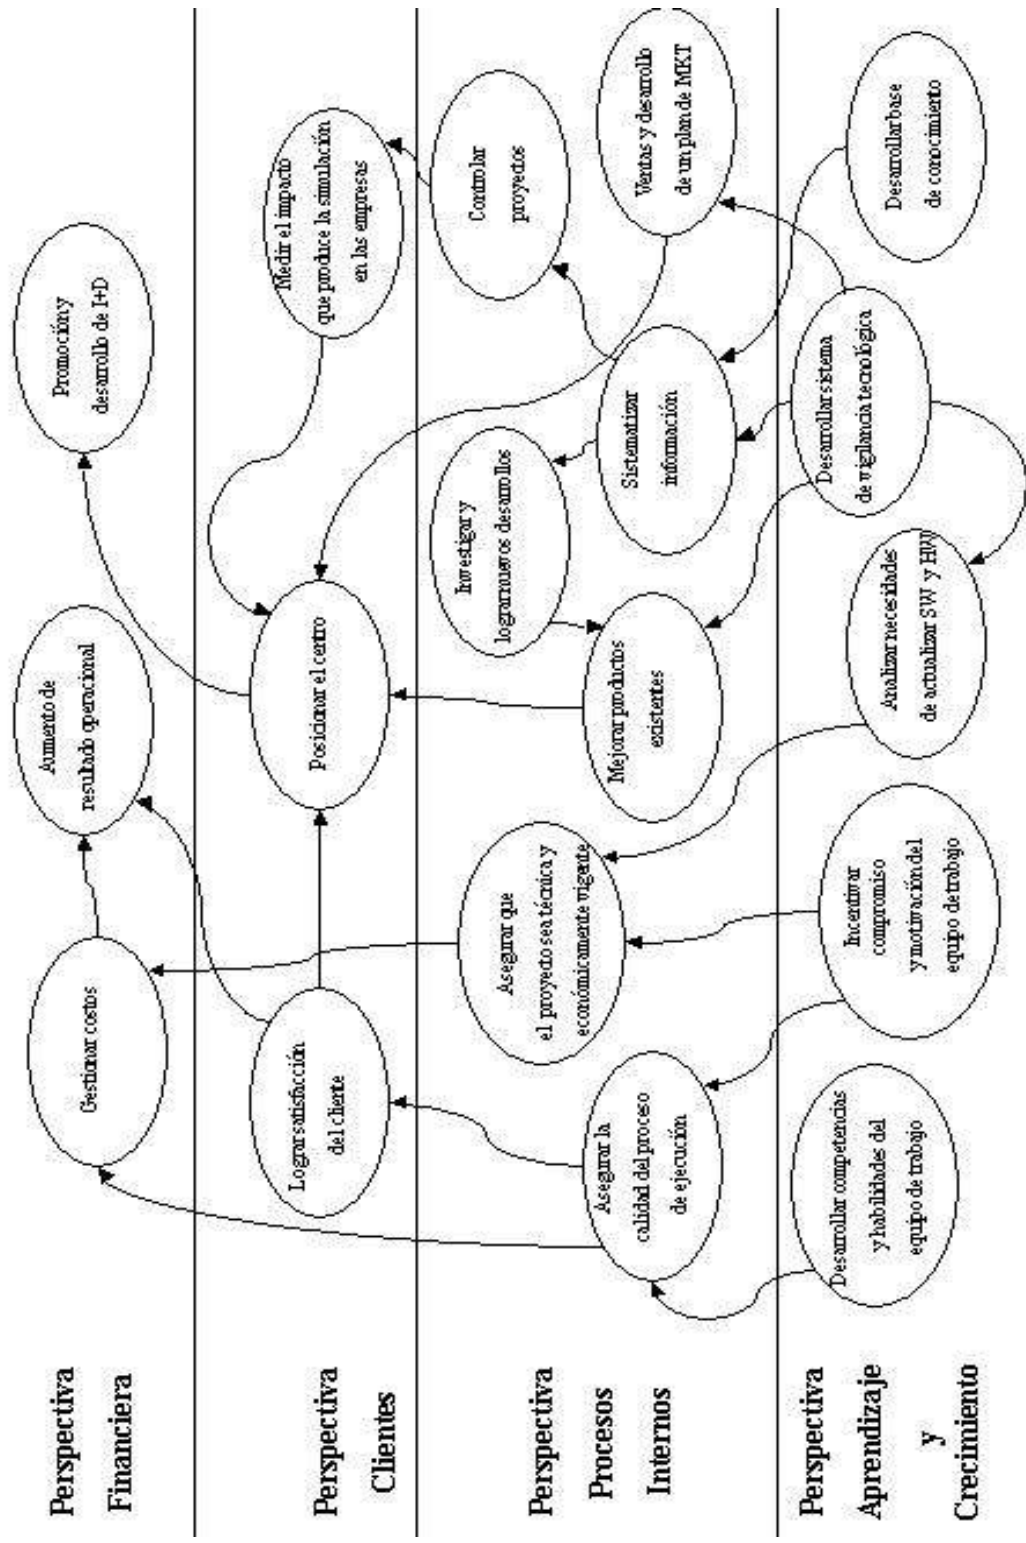 Perspectiva
Financiera
Gestionar costos
Aumento de
resultado operacional
Promoción y
desarrollo de I+D
Perspectiva
Clientes
Lograr satisfacción
del cliente
Posicionar el centro
Medir el impacto
que produce la simulación
en las empresas
Perspectiva
Procesos
Internos
Asegurar la
calidad del proceso
de ejecución
Asegurar que
el proyecto sea técnica y
económicamente vigente
Mejorar productos
existentes
Investigar y
lograr nuevos desarrollos
Sistematizar
información
Controlar
proyectos
Ventas y desarrollo
de un plan de MKT
Perspectiva
Aprendizaje
y
Crecimiento
Desarrollar competencias
y habilidades del
equipo de trabajo
Incentivar
compromiso
y motivación del
equipo de trabajo
Analizar necesidades
de actualizar SW y HW
Desarrollar sistema
de vigilancia tecnológica
Desarrollar base
de conocimiento